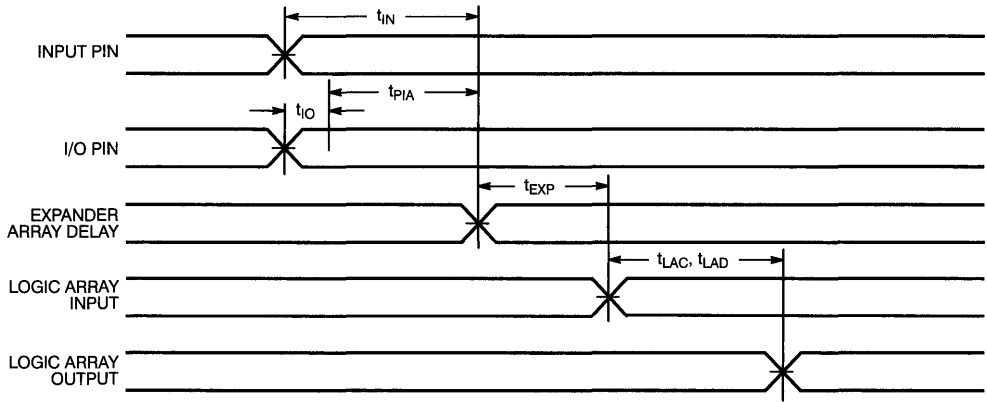 tIN
INPUT PIN
tPIA
tIO
I/O PIN
tEXP
EXPANDER
ARRAY DELAY
tLAC, tLAD
LOGIC ARRAY
INPUT
LOGIC ARRAY
OUTPUT